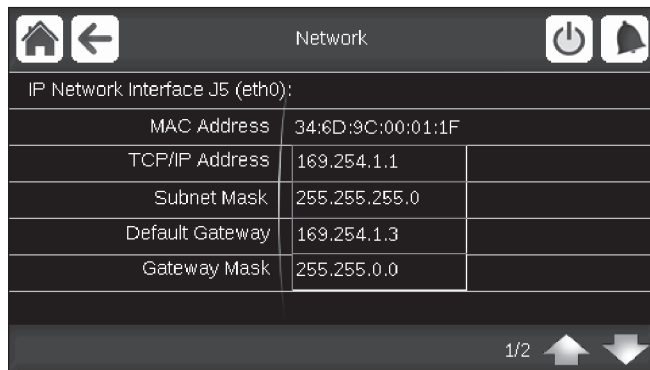 Network
IP Network Interface J5 (eth0):
MAC Address 34:6D:9C:00:01:1F
TCP/IP Address 169.254.1.1
Subnet Mask 255.255.255.0
Default Gateway 169.254.1.3
Gateway Mask 255.255.0.0
1/2